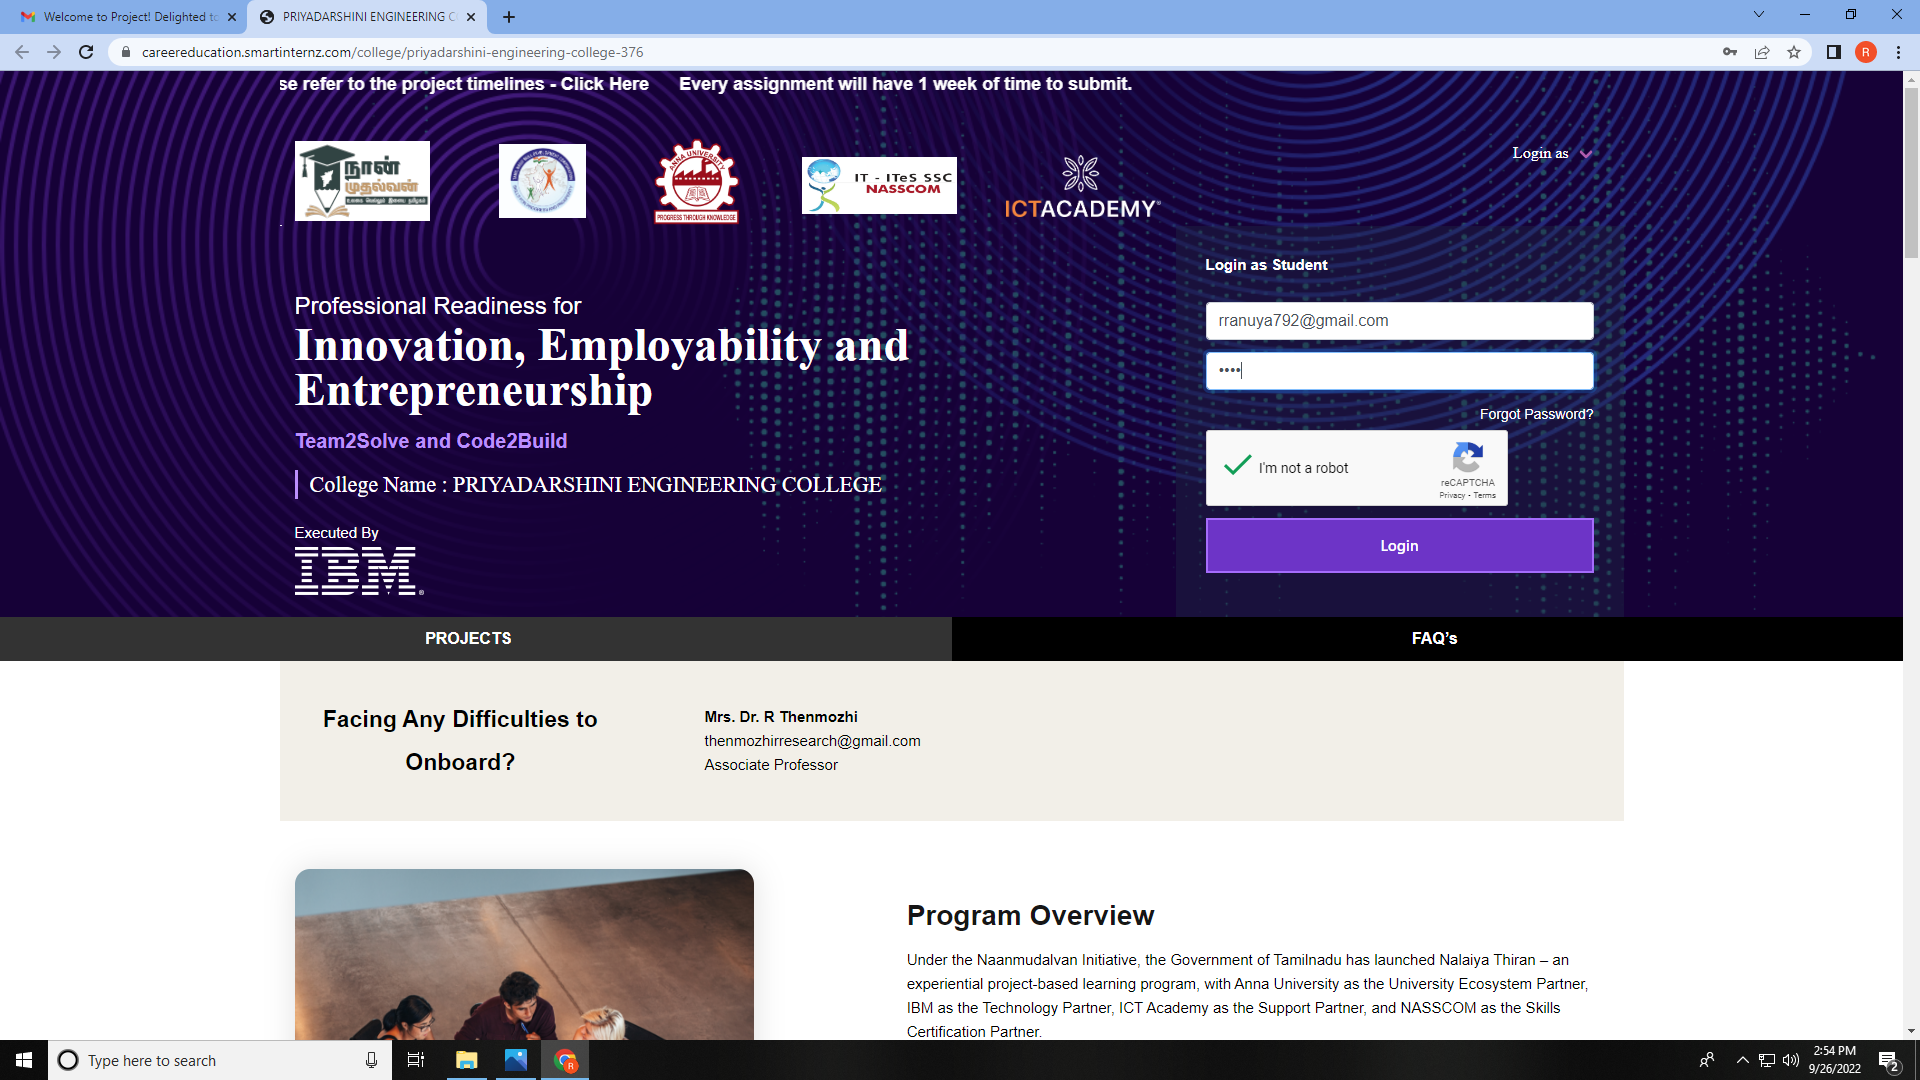 Welcome to Project! Delighted to
PRIYADARSHINI ENGINEERING C
careereducation.smartinternz.com/college/priyadarshini-engineering-college-376
R
se refer to the project timelines - Click Here Every assignment will have 1 week of time to submit.
நான்
முதல்வன்
ANNA UNIVERSITY
PROGRESS THROUGH KNOWLEDGE
IT - ITeS SSC
NASSCOM
ICTACADEMY
Login as
Login as Student
rranuya792@gmail.com
••••
Forgot Password?
I'm not a robot
reCAPTCHA
Privacy - Terms
Login
Professional Readiness for
Innovation, Employability and
Entrepreneurship
Team2Solve and Code2Build
College Name : PRIYADARSHINI ENGINEERING COLLEGE
Executed By
IBM®
PROJECTS
FAQ’s
Facing Any Difficulties to
Onboard?
Mrs. Dr. R Thenmozhi
thenmozhirresearch@gmail.com
Associate Professor
Program Overview
Under the Naanmudalvan Initiative, the Government of Tamilnadu has launched Nalaiya Thiran – an
experiential project-based learning program, with Anna University as the University Ecosystem Partner,
IBM as the Technology Partner, ICT Academy as the Support Partner, and NASSCOM as the Skills
Certification Partner.
Type here to search
R
2:54 PM
9/26/2022
2